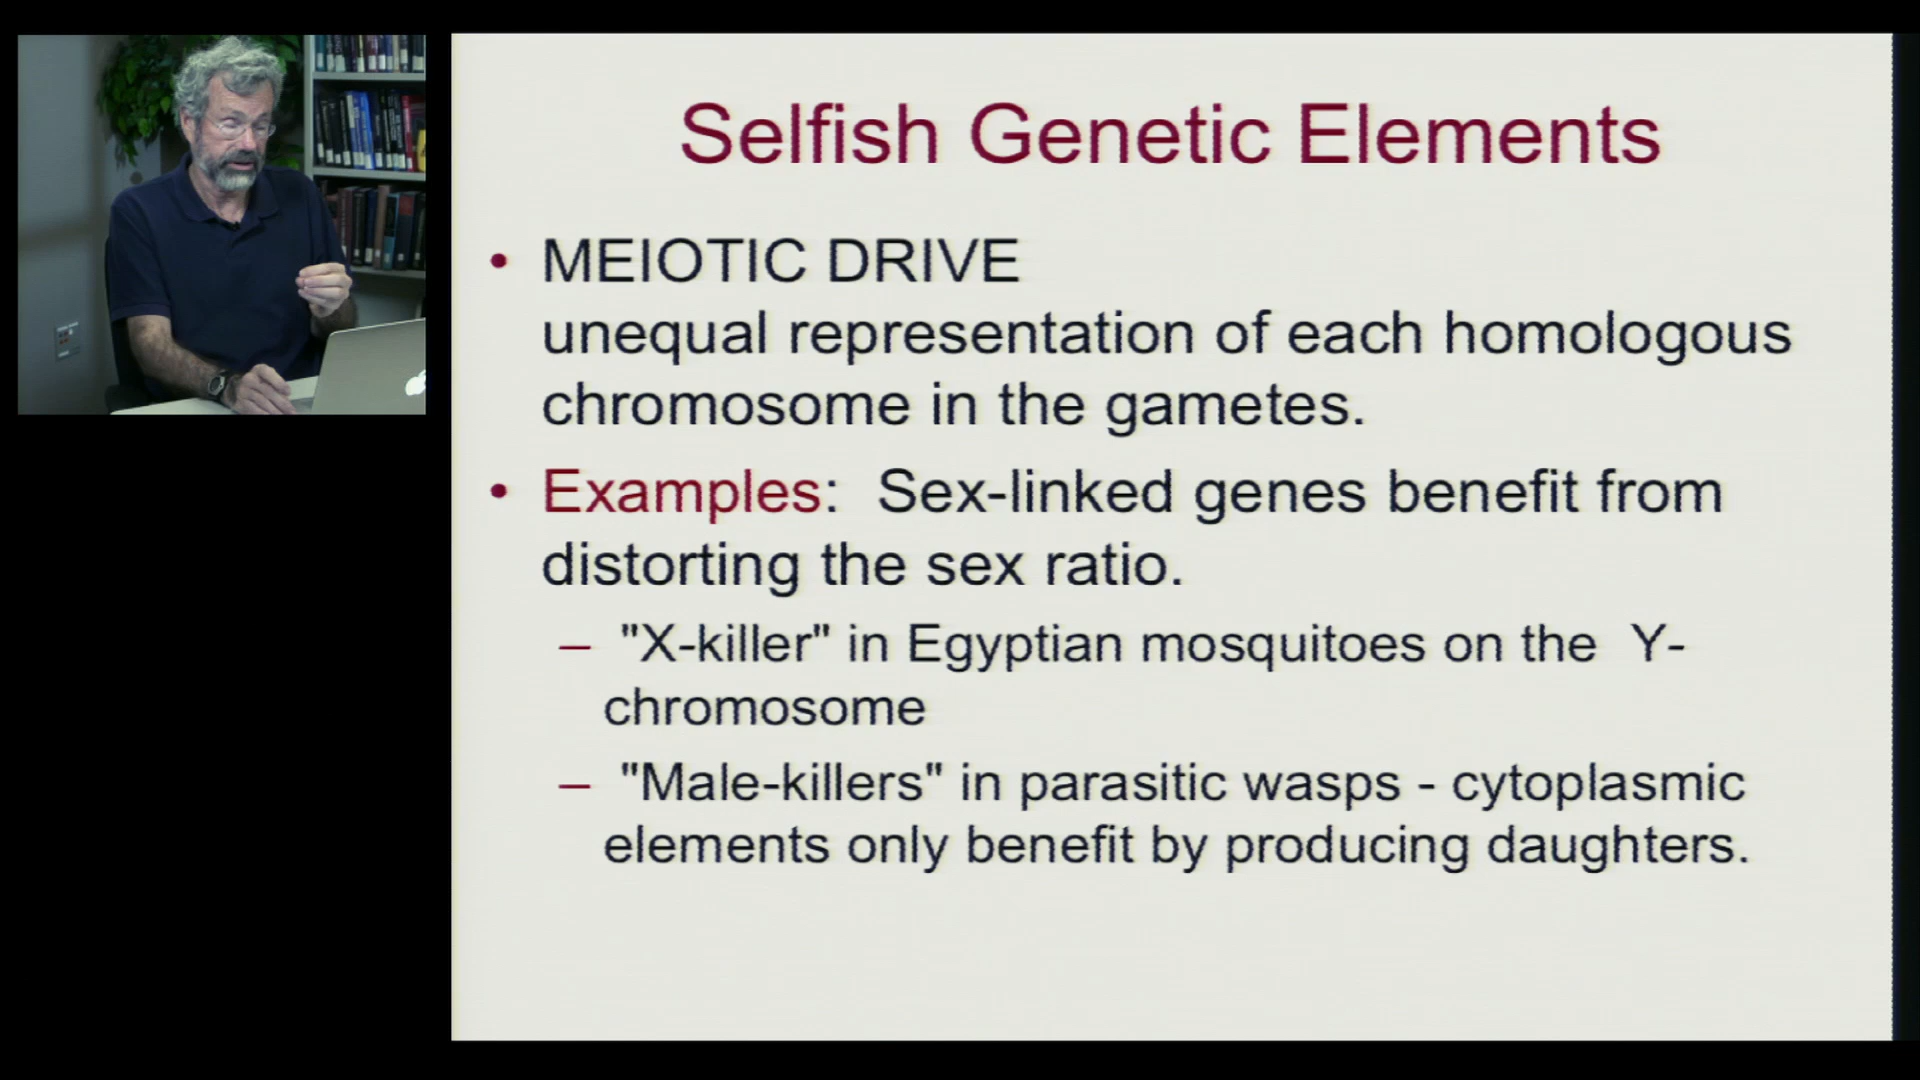 Selfish Genetic Elements
• MEIOTIC DRIVE
unequal representation of each homologous
chromosome in the gametes.
• Examples: Sex-linked genes benefit from
distorting the sex ratio.
– "X-killer" in Egyptian mosquitoes on the Y-
chromosome
– "Male-killers" in parasitic wasps - cytoplasmic
elements only benefit by producing daughters.